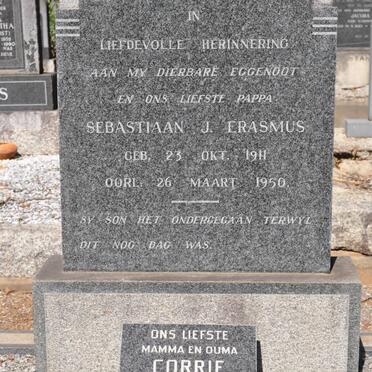 IN
LIEFDEVOLLE HERINNERING
AAN MY DIERBARE EGGENOOT
EN ONS LIEFSTE PAPPA
SEBASTIAAN J. ERASMUS
GEB. 23 OKT. 1911
OORL. 26 MAART 1950.
SY SON HET ONDERGEGAAN TERWYL
DIT NOG DAG WAS.
ONS LIEFSTE
MAMMA EN OUMA
CORRIE